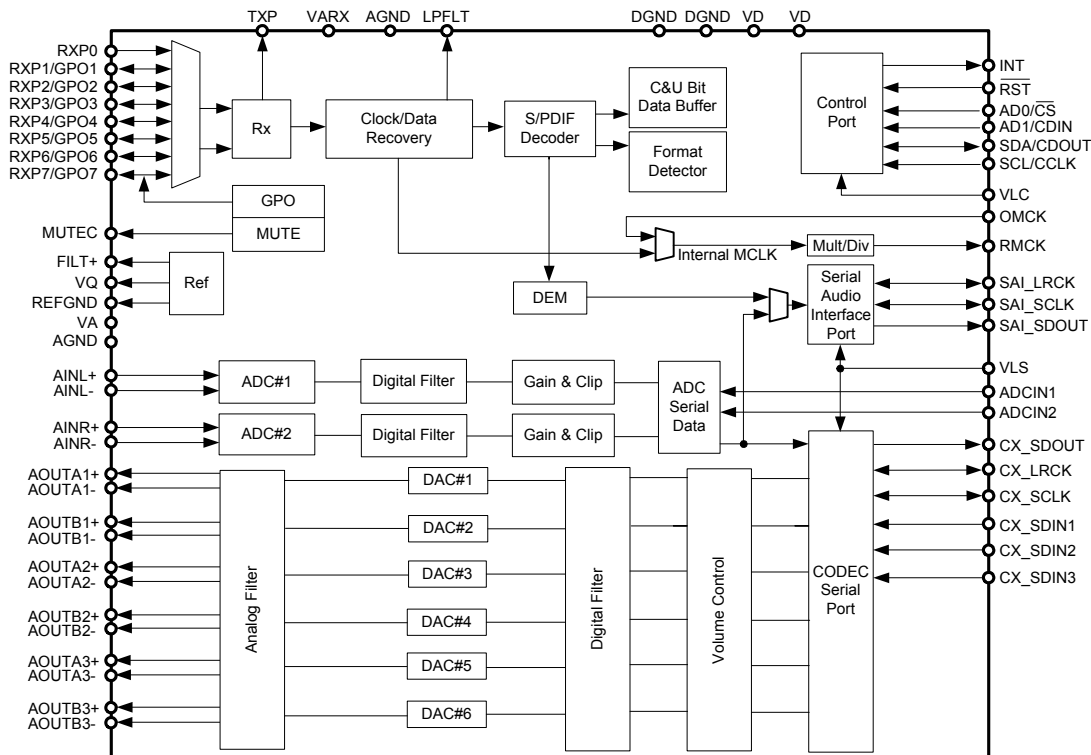 TXP VARX AGND LPFLT DGND DGND VD VD
RXP0
RXP1/GPO1
RXP2/GPO2
RXP3/GPO3
RXP4/GPO4
RXP5/GPO5
RXP6/GPO6
RXP7/GPO7
MUTEC
FILT+
VQ
REFGND
VA
AGND
AINL+
AINL-
AINR+
AINR-
AOUTA1+
AOUTA1-
AOUTB1+
AOUTB1-
AOUTA2+
AOUTA2-
AOUTB2+
AOUTB2-
AOUTA3+
AOUTA3-
AOUTB3+
AOUTB3-
Rx
Clock/Data
Recovery
S/PDIF
Decoder
C&U Bit
Data Buffer
Format
Detector
Control
Port
GPO
MUTE
Ref
Internal MCLK
Mult/Div
DEM
Serial
Audio
Interface
Port
ADC#1
Digital Filter
Gain & Clip
ADC#2
Digital Filter
Gain & Clip
ADC
Serial
Data
Analog Filter
DAC#1
DAC#2
DAC#3
DAC#4
DAC#5
DAC#6
Digital Filter
Volume Control
CODEC
Serial
Port
INT
RST
AD0/CS
AD1/CDIN
SDA/CDOUT
SCL/CCLK
VLC
OMCK
RMCK
SAI_LRCK
SAI_SCLK
SAI_SDOUT
VLS
ADCIN1
ADCIN2
CX_SDOUT
CX_LRCK
CX_SCLK
CX_SDIN1
CX_SDIN2
CX_SDIN3